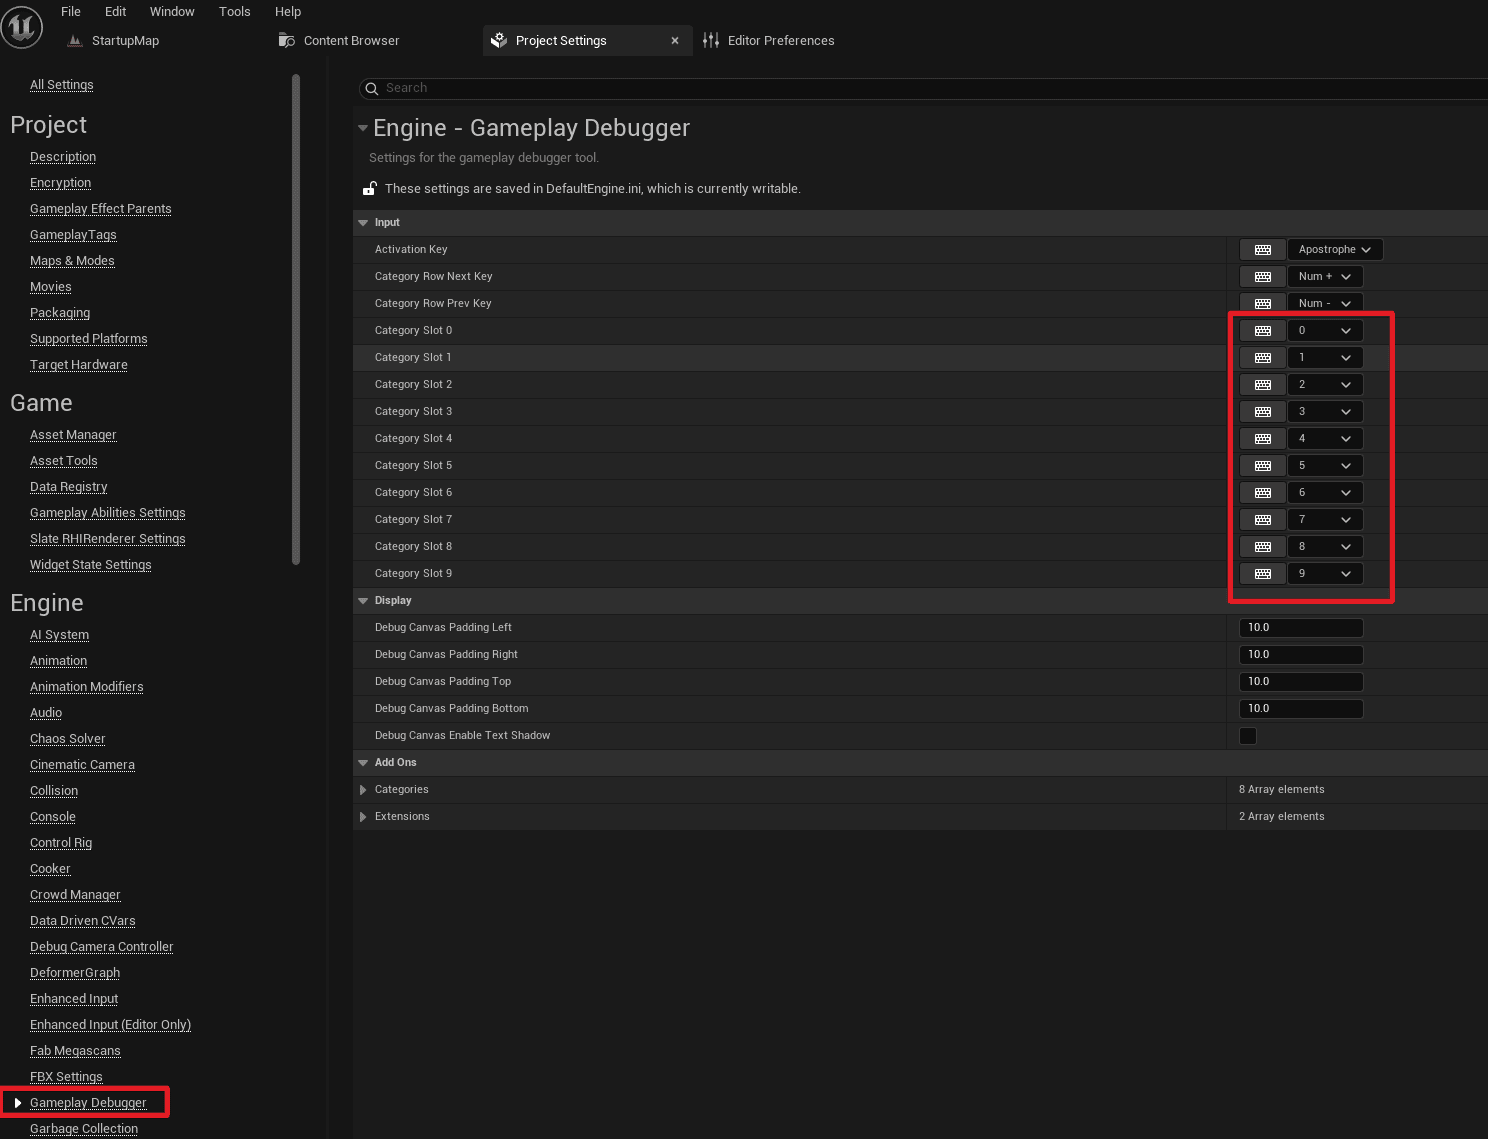 File Edit Window Tools Help
StartupMap Content Browser Project Settings × Editor Preferences
All Settings
Project
Description
Encryption
Gameplay Effect Parents
GameplayTags
Maps & Modes
Movies
Packaging
Supported Platforms
Target Hardware
Game
Asset Manager
Asset Tools
Data Registry
Gameplay Abilities Settings
Slate RHIRenderer Settings
Widget State Settings
Engine
AI System
Animation
Animation Modifiers
Audio
Chaos Solver
Cinematic Camera
Collision
Console
Control Rig
Cooker
Crowd Manager
Data Driven CVars
Debug Camera Controller
DeformerGraph
Enhanced Input
Enhanced Input (Editor Only)
Fab Megascans
FBX Settings
Gameplay Debugger
Garbage Collection
Search
Engine - Gameplay Debugger
Settings for the gameplay debugger tool.
These settings are saved in DefaultEngine.ini, which is currently writable.
Input
Activation Key Apostrophe
Category Row Next Key Num +
Category Row Prev Key Num -
Category Slot 0 0
Category Slot 1 1
Category Slot 2 2
Category Slot 3 3
Category Slot 4 4
Category Slot 5 5
Category Slot 6 6
Category Slot 7 7
Category Slot 8 8
Category Slot 9 9
Display
Debug Canvas Padding Left 10.0
Debug Canvas Padding Right 10.0
Debug Canvas Padding Top 10.0
Debug Canvas Padding Bottom 10.0
Debug Canvas Enable Text Shadow
Add Ons
Categories 8 Array elements
Extensions 2 Array elements